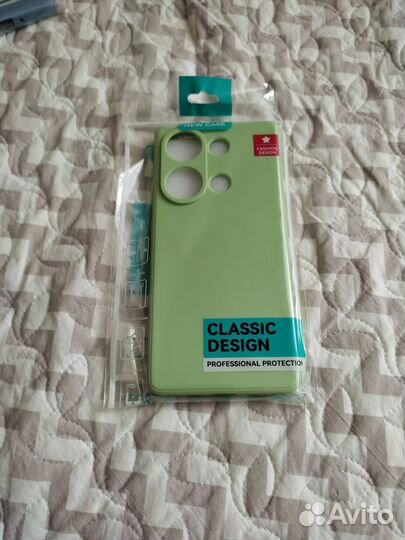 NEW CASE
FASHION
DESIGN
CLASSIC
DESIGN
PROFESSIONAL PROTECTION
Avito